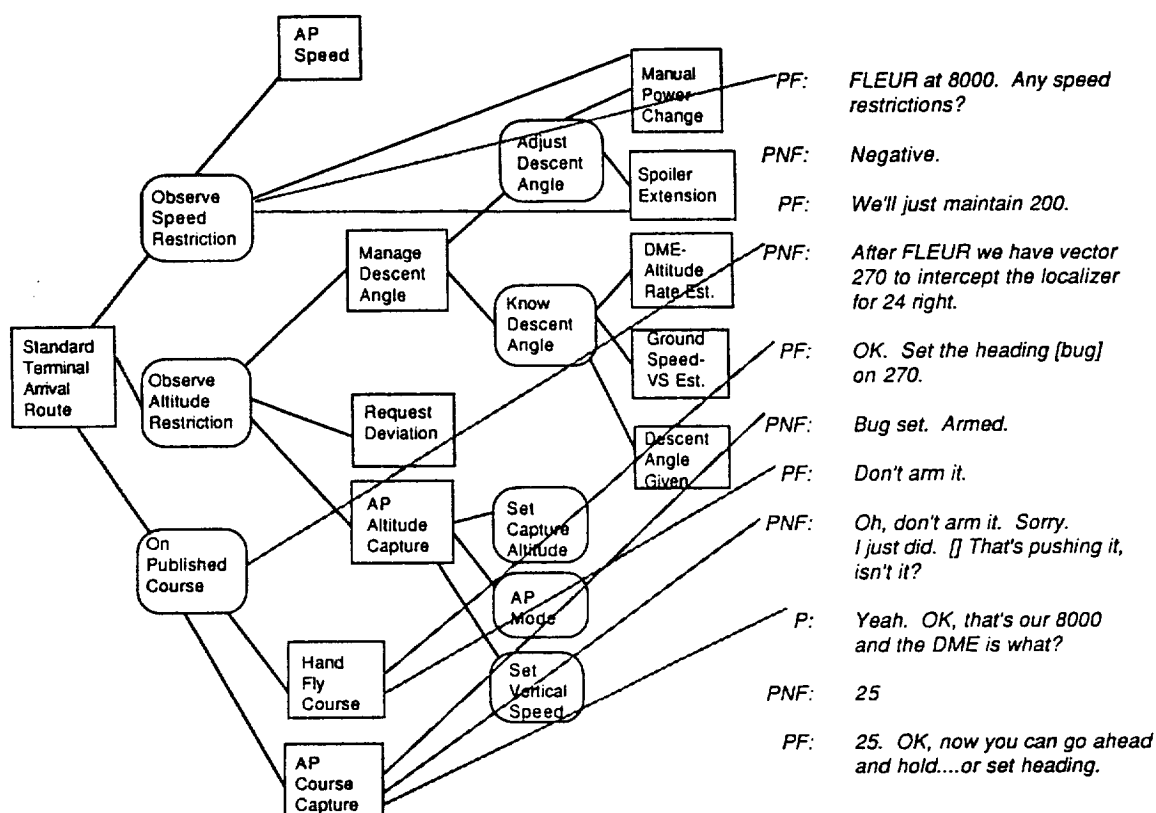 AP
Speed
Observe
Speed
Restriction
Standard
Terminal
Arrival
Route
Observe
Altitude
Restriction
On
Published
Course
Manage
Descent
Angle
Request
Deviation
AP
Altitude
Capture
Hand
Fly
Course
AP
Course
Capture
Adjust
Descent
Angle
Know
Descent
Angle
Set
Capture
Altitude
AP
Mode
Set
Vertical
Speed
Manual
Power
Change
Spoiler
Extension
DME-
Altitude
Rate Est.
Ground
Speed-
VS Est.
Descent
Angle
Given
PF: FLEUR at 8000. Any speed
restrictions?
PNF: Negative.
PF: We'll just maintain 200.
PNF: After FLEUR we have vector
270 to intercept the localizer
for 24 right.
PF: OK. Set the heading [bug]
on 270.
PNF: Bug set. Armed.
PF: Don't arm it.
PNF: Oh, don't arm it. Sorry.
I just did. [] That's pushing it,
isn't it?
P: Yeah. OK, that's our 8000
and the DME is what?
PNF: 25
PF: 25. OK, now you can go ahead
and hold....or set heading.